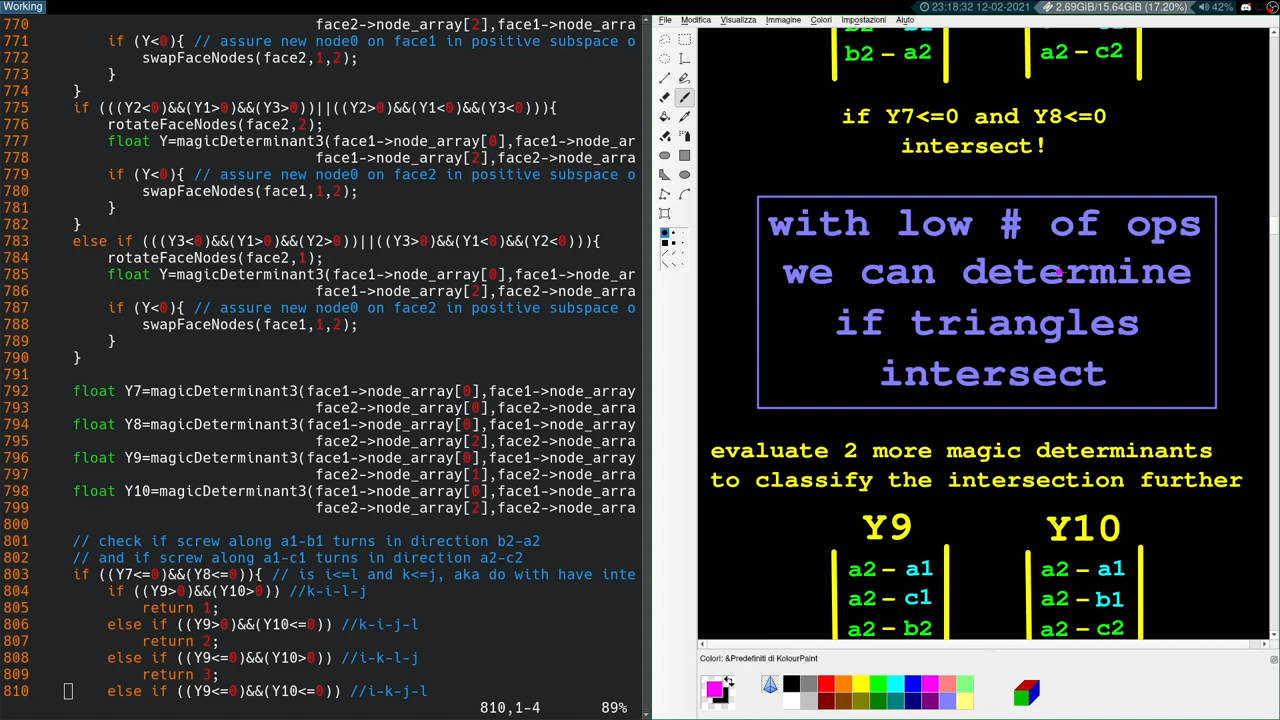 Working
23:18:32 12-02-2021
2.69GiB/15.64GiB (17.20%)
42%
770 face2->node_array[2],face1->node_arra
771 if (Y<0){ // assure new node0 on face1 in positive subspace o
772 swapFaceNodes(face2,1,2);
773 }
774 }
775 if (((Y2<0)&&(Y1>0)&&(Y3>0))||((Y2>0)&&(Y1<0)&&(Y3<0))){
776 rotateFaceNode(face2,2);
777 float Y=magicDeterminant3(face1->node_array[0],face1->node_ar
778 face1->node_array[2],face2->node_ar
779 if (Y<0){ // assure new node0 on face2 in positive subspace o
780 swapFaceNodes(face1,1,2);
781 }
782 }
783 else if (((Y3<0)&&(Y1>0)&&(Y2>0))||((Y3>0)&&(Y1<0)&&(Y2<0))){
784 rotateFaceNode(face2,1);
785 float Y=magicDeterminant3(face1->node_array[0],face1->node_ar
786 face1->node_array[2],face2->node_ar
787 if (Y<0){ // assure new node0 on face2 in positive subspace o
788 swapFaceNodes(face1,1,2);
789 }
790 }
791
792 float Y7=magicDeterminant3(face1->node_array[0],face1->node_array
793 face2->node_array[0],face2->node_arra
794 float Y8=magicDeterminant3(face1->node_array[0],face1->node_array
795 face2->node_array[2],face2->node_arra
796 float Y9=magicDeterminant3(face1->node_array[0],face1->node_array
797 face2->node_array[1],face2->node_arra
798 float Y10=magicDeterminant3(face1->node_array[0],face1->node_arra
799 face2->node_array[2],face2->node_arra
800
801 // check if screw along a1-b1 turns in direction b2-a2
802 // and if screw along a1-c1 turns in direction a2-c2
803 if ((Y7<=0)&&(Y8<=0)){ // is i<=l and k<=j, aka do with have inte
804 if ((Y9>0)&&(Y10>0)) //k-i-l-j
805 return 1;
806 else if ((Y9>0)&&(Y10<=0)) //k-i-j-l
807 return 2;
808 else if ((Y9<=0)&&(Y10>0)) //i-k-l-j
809 return 3;
810 else if ((Y9<=0)&&(Y10<=0)) //i-k-j-l
810,1-4 89%
File Modifica Visualizza Immagine Colori Impostazioni Aiuto
b2 - a2
a2 - c2
if Y7<=0 and Y8<=0
intersect!
with low # of ops
we can determine
if triangles
intersect
evaluate 2 more magic determinants
to classify the intersection further
Y9 Y10
a2 - a1 a2 - a1
a2 - c1 a2 - b1
a2 - b2 a2 - c2
Colori: &Predefiniti di KolourPaint